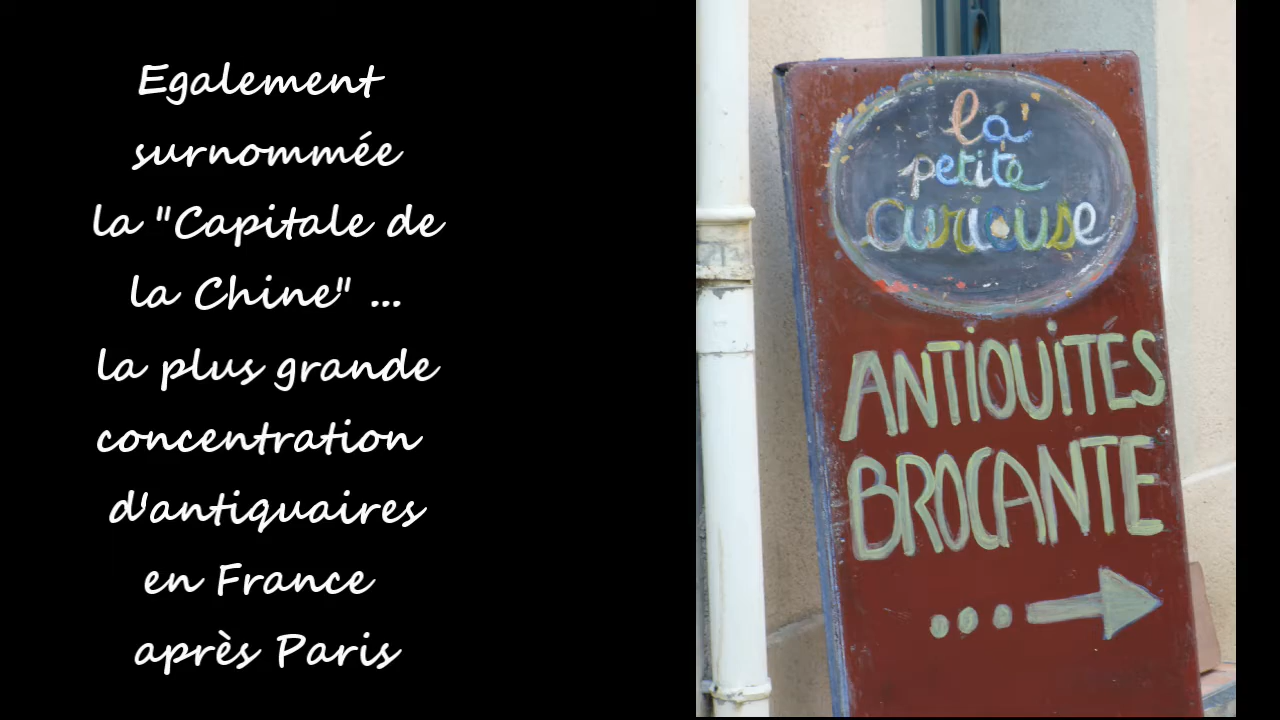 Egalement
surnommée
la "Capitale de
la Chine" ...
la plus grande
concentration
d'antiquaires
en France
après Paris
la
petite
curieuse
ANTIQUITÉS
BROCANTE